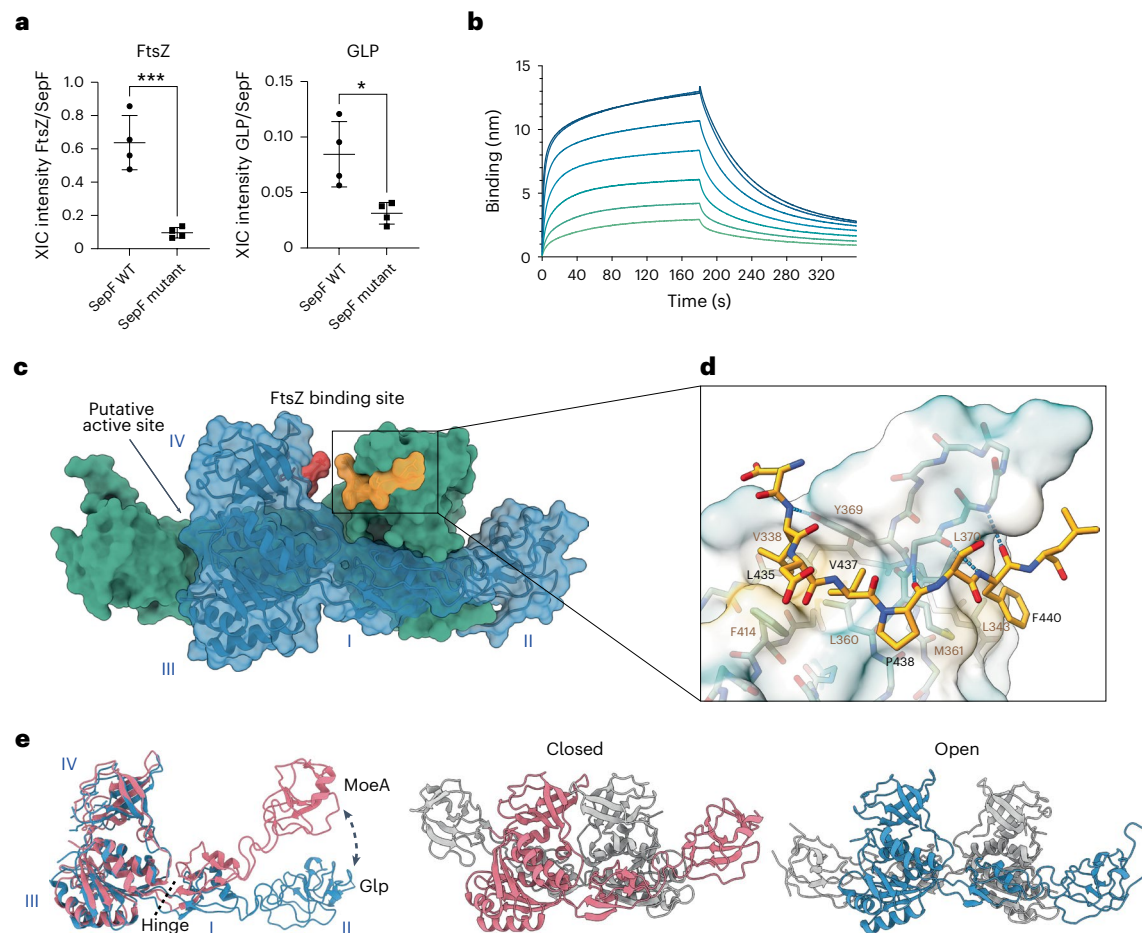 a
FtsZ
XIC intensity FtsZ/SepF
1.0
0.8
0.6
0.4
0.2
0
***
SepF WT
SepF mutant
GLP
XIC intensity GLP/SepF
0.15
0.10
0.05
0
*
SepF WT
SepF mutant
b
Binding (nm)
15
10
5
0
0 40 80 120 160 180 200 240 280 320
Time (s)
c
Putative
active site
FtsZ binding site
IV
III
I
II
d
Y369
V338
L370
L435
V437
F414
L360
L343
F440
M361
P438
e
IV
MoeA
Glp
III
Hinge
I
II
Closed
Open